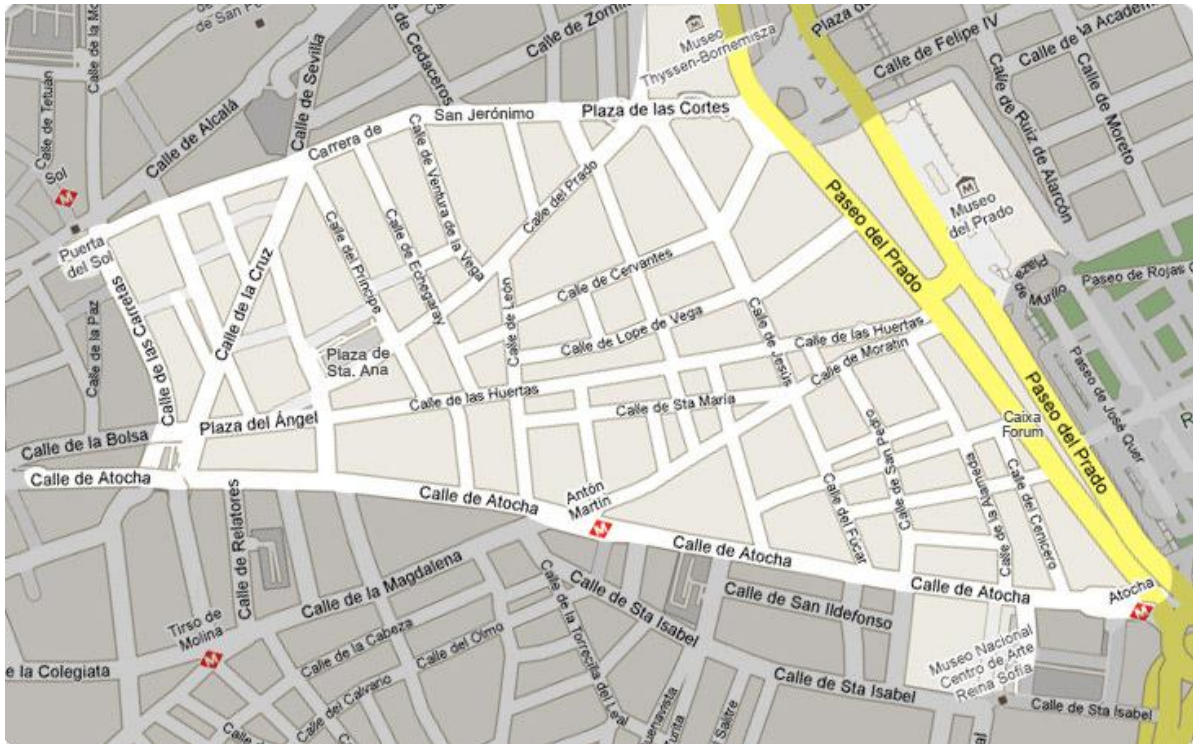 Calle de Tetuan
Calle de la Mo
de San Fe
Calle de Alcalá
Calle de Sevilla
de Cedaceros
Calle de Zorrilla
Museo
Thyssen-Bornemisza
Plaza de
Calle de Felipe IV
Calle de la Academ
Calle de Ruiz de Alarcón
Calle de Moreto
Sol
Puerta
del Sol
Carrera de
San Jerónimo
Plaza de las Cortes
Calle de la Paz
Calle de las Carretas
Calle de la Cruz
Calle del Príncipe
Calle de Echegaray
Calle de Ventura de la Vega
Calle del Prado
Calle de León
Calle de Cervantes
Calle de Lope de Vega
Calle de Jesús
Paseo del Prado
Museo
del Prado
Plaza
de Murillo
Paseo de Rojas C
Plaza de
Sta. Ana
Calle de las Huertas
Calle de las Huertas
Calle de Moratin
Calle de Sta María
Plaza del Ángel
Calle de la Bolsa
Calle de Atocha
Calle de Atocha
Antón
Martín
Calle de Atocha
Calle de Atocha
Calle de San Pedro
Calle del Fúcar
Calle de la Alameda
Calle del Cenicero
Caixa
Forum
Paseo del Prado
Paseo de José Quer
P
Atocha
Calle de Relatores
Tirso de
Molina
Calle de la Magdalena
Calle de la Cabeza
Calle del Olmo
Calle del Calvario
Calle de la Torrecilla del Leal
Calle de Sta Isabel
Calle de San Ildefonso
Calle de Sta Isabel
Calle de Sta Isabel
Museo Nacional
Centro de Arte
Reina Sofía
e la Colegiata
Buenavista
Zurita
Salitre